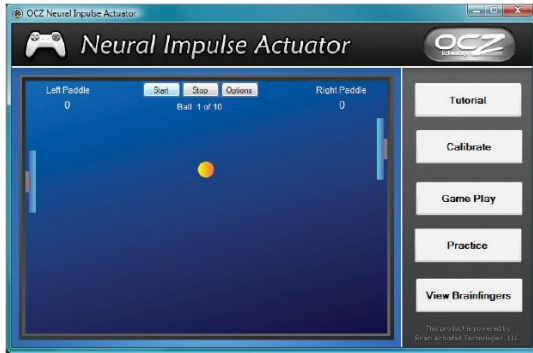 OCZ Neural Impulse Actuator
Neural Impulse Actuator
OCZ
Technology
Left Paddle
0
Start Stop Options
Ball 1 of 10
Right Paddle
0
Tutorial
Calibrate
Game Play
Practice
View Brainfingers
This product is powered by
Brain Actuated Technologies, LLC